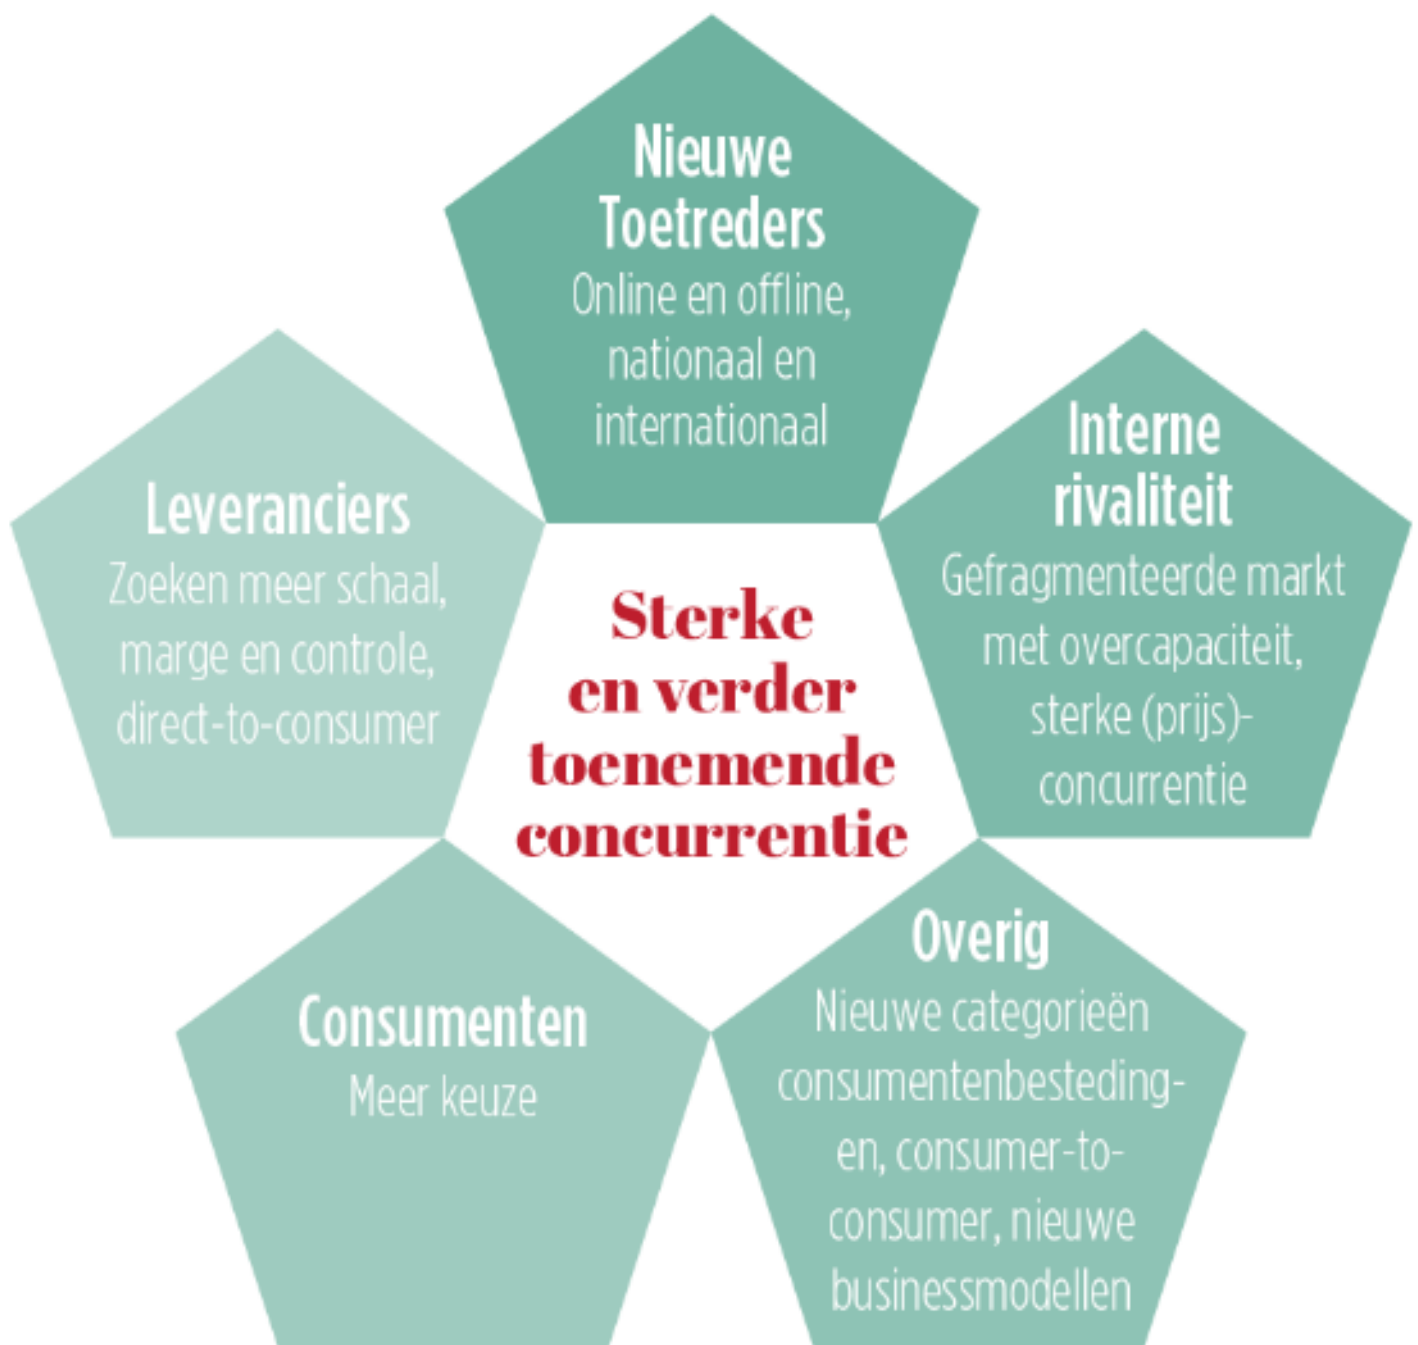 Nieuwe
Toetreders
Online en offline,
nationaal en
internationaal
Interne
rivaliteit
Gefragmenteerde markt
met overcapaciteit,
sterke (prijs)-
concurrentie
Leveranciers
Zoeken meer schaal,
marge en controle,
direct-to-consumer
Sterke
en verder
toenemende
concurrentie
Overig
Nieuwe categorieën
consumentenbesteding-
en, consumer-to-
consumer, nieuwe
businessmodellen
Consumenten
Meer keuze